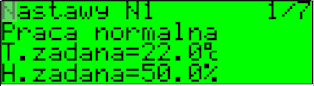 Nastawy N1 1/7
Praca normalna
T.zadana=22.0℃
H.zadana=50.0%